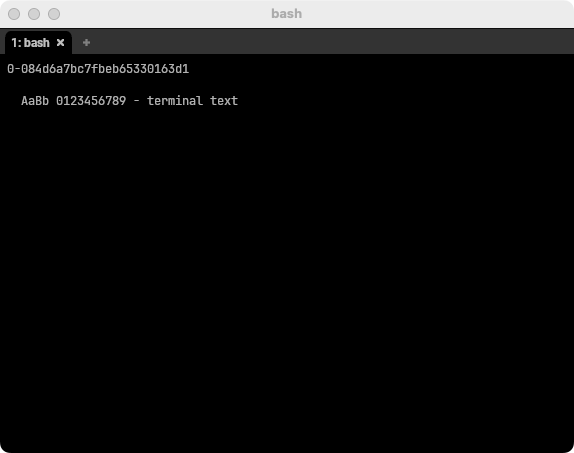 bash
1: bash ×
+
0-084d6a7bc7fbeb65330163d1
AaBb 0123456789 - terminal text